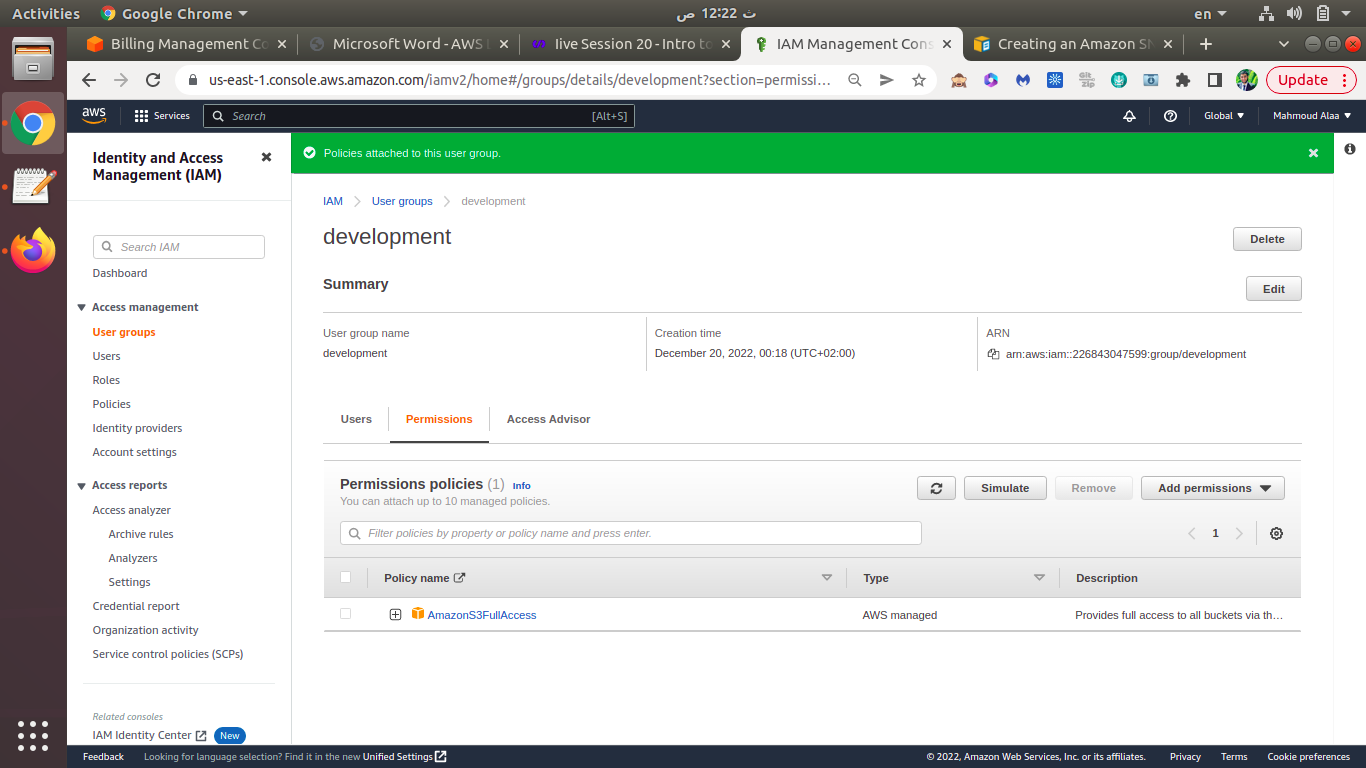 Activities
Google Chrome
ث 12:22 ص
en
Billing Management Co
Microsoft Word - AWS
live Session 20 - Intro to
IAM Management Cons
Creating an Amazon SN
us-east-1.console.aws.amazon.com/iamv2/home#/groups/details/development?section=permissi…
Git
Zip
Update
aws
Services
Search
[Alt+S]
Global
Mahmoud Alaa
Identity and Access
Management (IAM)
Search IAM
Dashboard
Access management
User groups
Users
Roles
Policies
Identity providers
Account settings
Access reports
Access analyzer
Archive rules
Analyzers
Settings
Credential report
Organization activity
Service control policies (SCPs)
Related consoles
IAM Identity Center
New
Policies attached to this user group.
IAM
User groups
development
development
Delete
Summary
Edit
User group name
development
Creation time
December 20, 2022, 00:18 (UTC+02:00)
ARN
arn:aws:iam::226843047599:group/development
Users
Permissions
Access Advisor
Permissions policies (1)
Info
You can attach up to 10 managed policies.
Simulate
Remove
Add permissions
Filter policies by property or policy name and press enter.
1
Policy name
Type
Description
AmazonS3FullAccess
AWS managed
Provides full access to all buckets via th…
Feedback
Looking for language selection? Find it in the new Unified Settings
© 2022, Amazon Web Services, Inc. or its affiliates.
Privacy
Terms
Cookie preferences